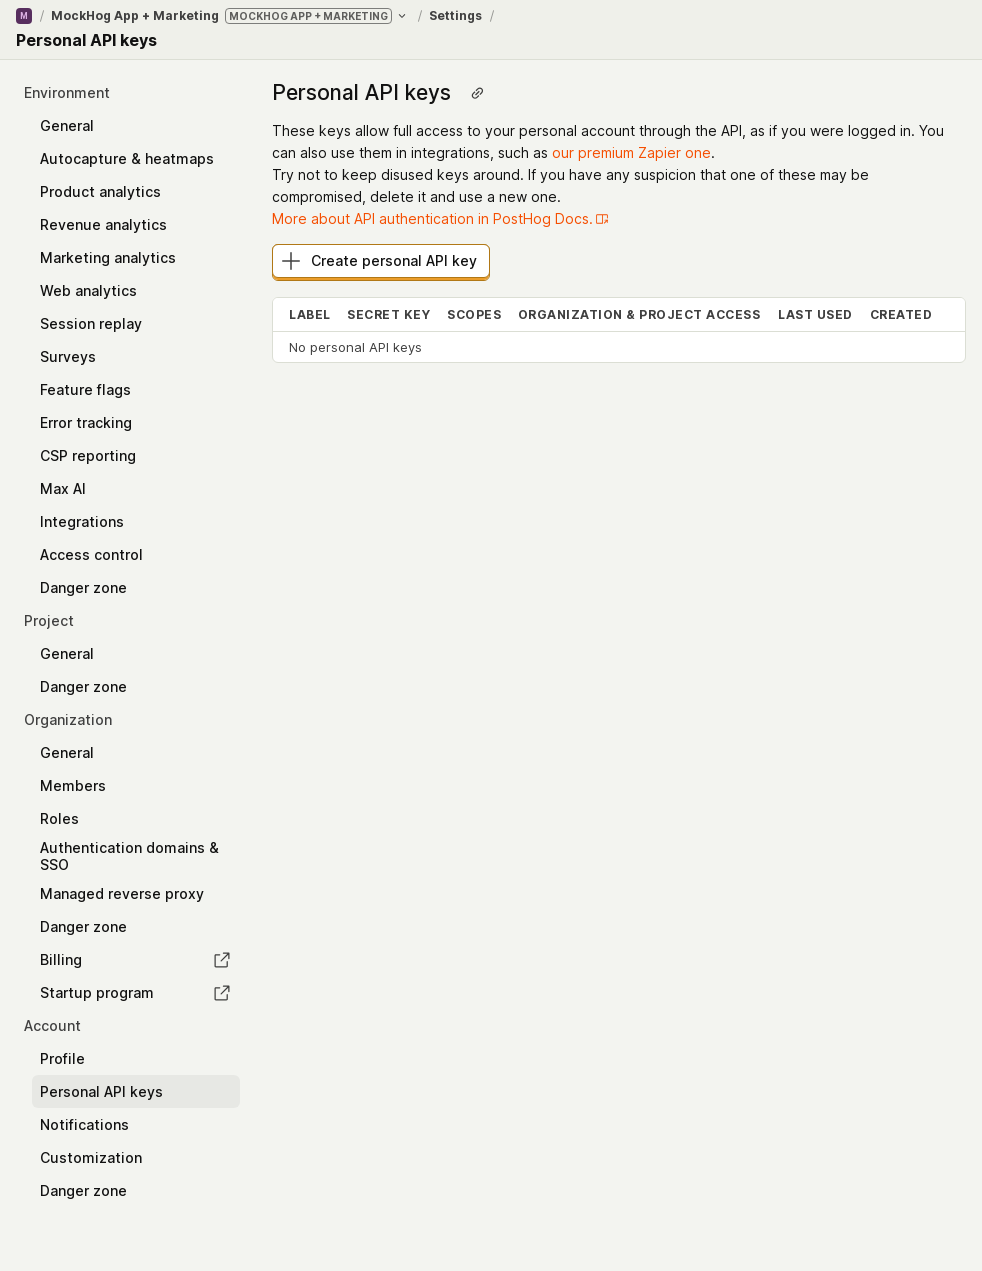 M / MockHog App + Marketing MOCKHOG APP + MARKETING / Settings /
Personal API keys
Environment
General
Autocapture & heatmaps
Product analytics
Revenue analytics
Marketing analytics
Web analytics
Session replay
Surveys
Feature flags
Error tracking
CSP reporting
Max AI
Integrations
Access control
Danger zone
Project
General
Danger zone
Organization
General
Members
Roles
Authentication domains &
SSO
Managed reverse proxy
Danger zone
Billing
Startup program
Account
Profile
Personal API keys
Notifications
Customization
Danger zone
Personal API keys
These keys allow full access to your personal account through the API, as if you were logged in. You
can also use them in integrations, such as our premium Zapier one.
Try not to keep disused keys around. If you have any suspicion that one of these may be
compromised, delete it and use a new one.
More about API authentication in PostHog Docs.
Create personal API key
LABEL SECRET KEY SCOPES ORGANIZATION & PROJECT ACCESS LAST USED CREATED
No personal API keys